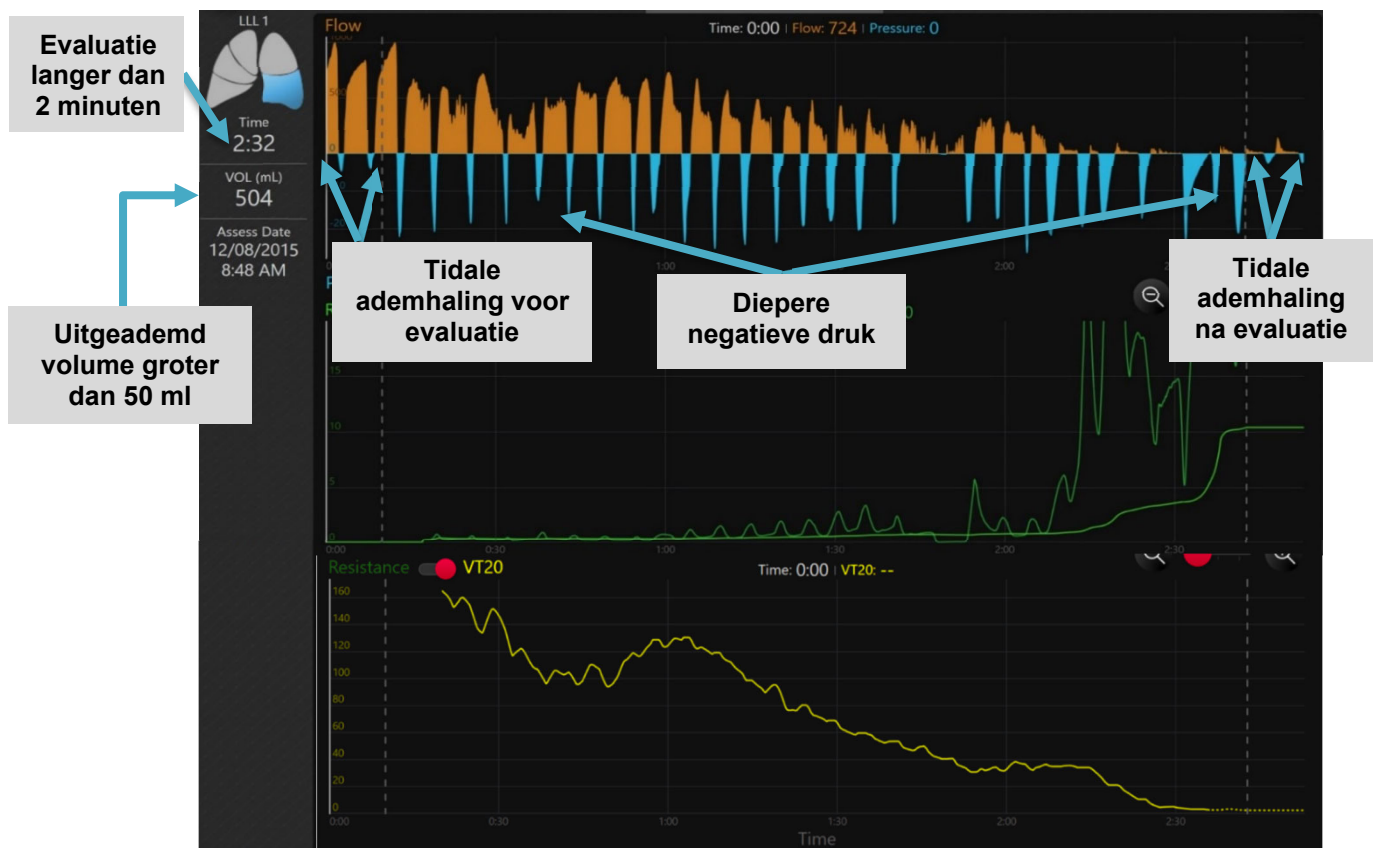 Evaluatie
langer dan
2 minuten
LLL 1
Time
2:32
VOL (mL)
504
Assess Date
12/08/2015
8:48 AM
Uitgeademd
volume groter
dan 50 ml
Flow
Time: 0:00 | Flow: 724 | Pressure: 0
1000
500
0
1:00
2:00
Tidale
ademhaling voor
evaluatie
Diepere
negatieve druk
Tidale
ademhaling
na evaluatie
15
10
5
0
0:00 0:30 1:00 1:30 2:00 2:30
Resistance VT20
Time: 0:00 | VT20: --
160
140
120
100
80
60
40
20
0
0:00 0:30 1:00 1:30 2:00 2:30
Time